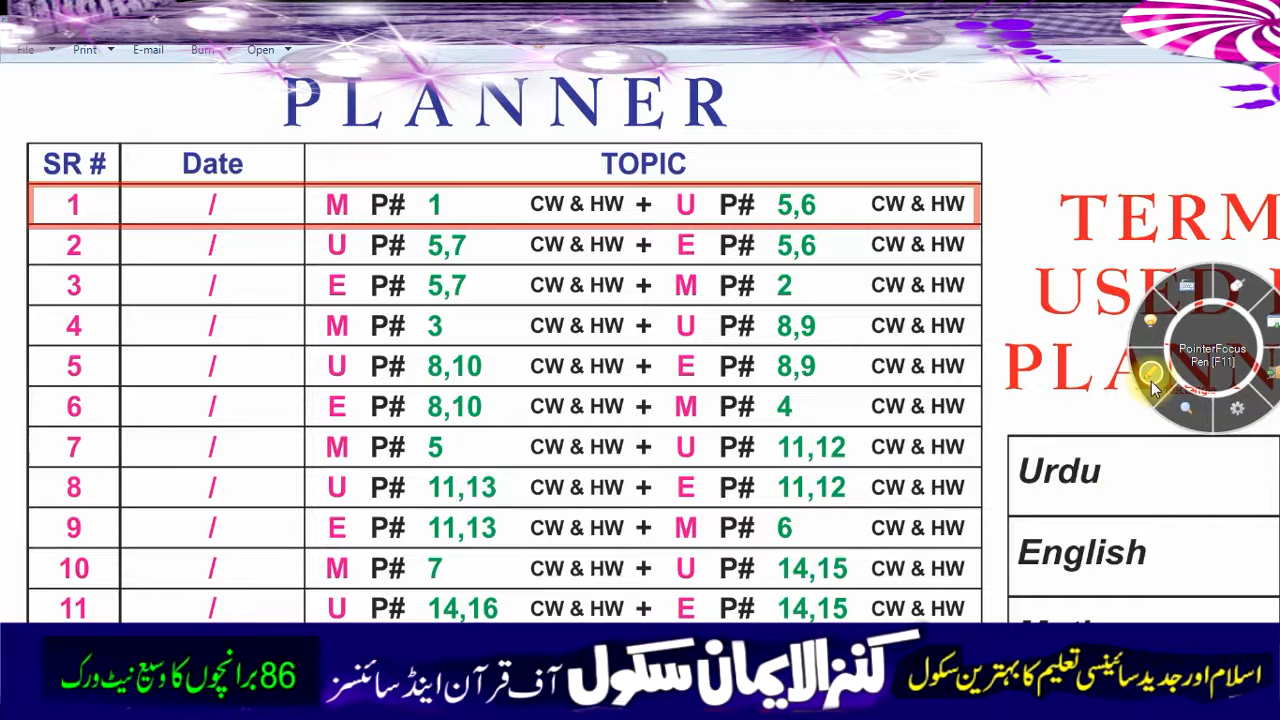 File Print E-mail Burn Open
PLANNER
SR # Date TOPIC
1 / M P# 1 CW & HW + U P# 5,6 CW & HW
2 / U P# 5,7 CW & HW + E P# 5,6 CW & HW
3 / E P# 5,7 CW & HW + M P# 2 CW & HW
4 / M P# 3 CW & HW + U P# 8,9 CW & HW
5 / U P# 8,10 CW & HW + E P# 8,9 CW & HW
6 / E P# 8,10 CW & HW + M P# 4 CW & HW
7 / M P# 5 CW & HW + U P# 11,12 CW & HW
8 / U P# 11,13 CW & HW + E P# 11,12 CW & HW
9 / E P# 11,13 CW & HW + M P# 6 CW & HW
10 / M P# 7 CW & HW + U P# 14,15 CW & HW
11 / U P# 14,16 CW & HW + E P# 14,15 CW & HW
TERM
USED
PLA
PointerFocus
Pen [F11]
Urdu
English
اسلام اور جدید سائینسی تعلیم کا بہترین سکول
کنزالایمان سکول آف قرآن اینڈ سائنسز
86 برانچوں کا وسیع نیٹ ورک